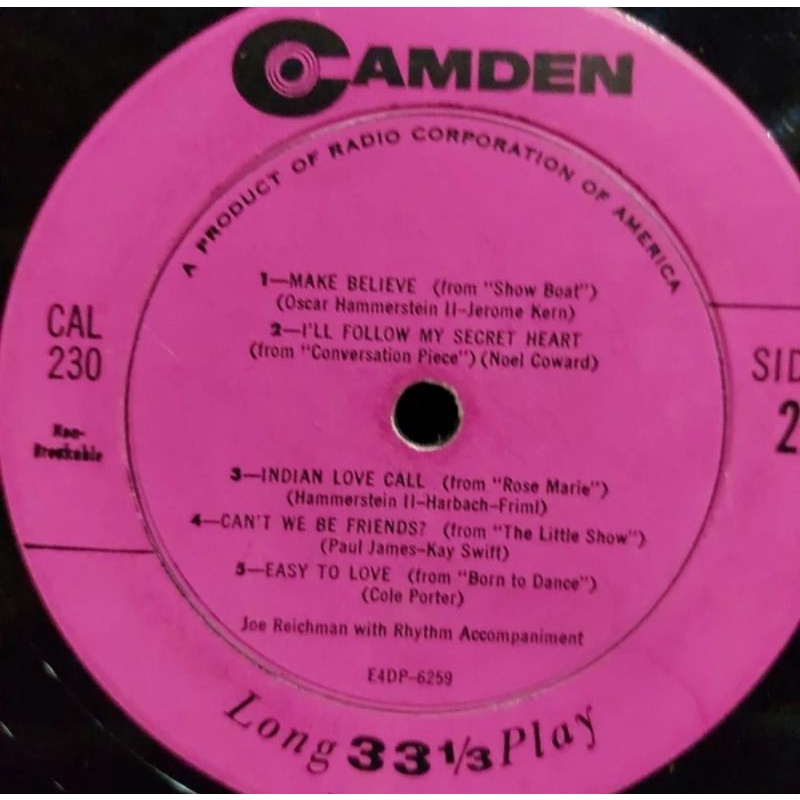 CAMDEN
A PRODUCT OF RADIO CORPORATION OF AMERICA
1—MAKE BELIEVE (from "Show Boat")
(Oscar Hammerstein II-Jerome Kern)
2—I'LL FOLLOW MY SECRET HEART
(from "Conversation Piece") (Noel Coward)
CAL
230
Non-
Breakable
SID
2
3—INDIAN LOVE CALL (from "Rose Marie")
(Hammerstein II-Harbach-Friml)
4—CAN'T WE BE FRIENDS? (from "The Little Show")
(Paul James-Kay Swift)
5—EASY TO LOVE (from "Born to Dance")
(Cole Porter)
Joe Reichman with Rhythm Accompaniment
E4DP-6259
Long 33 1/3 Play